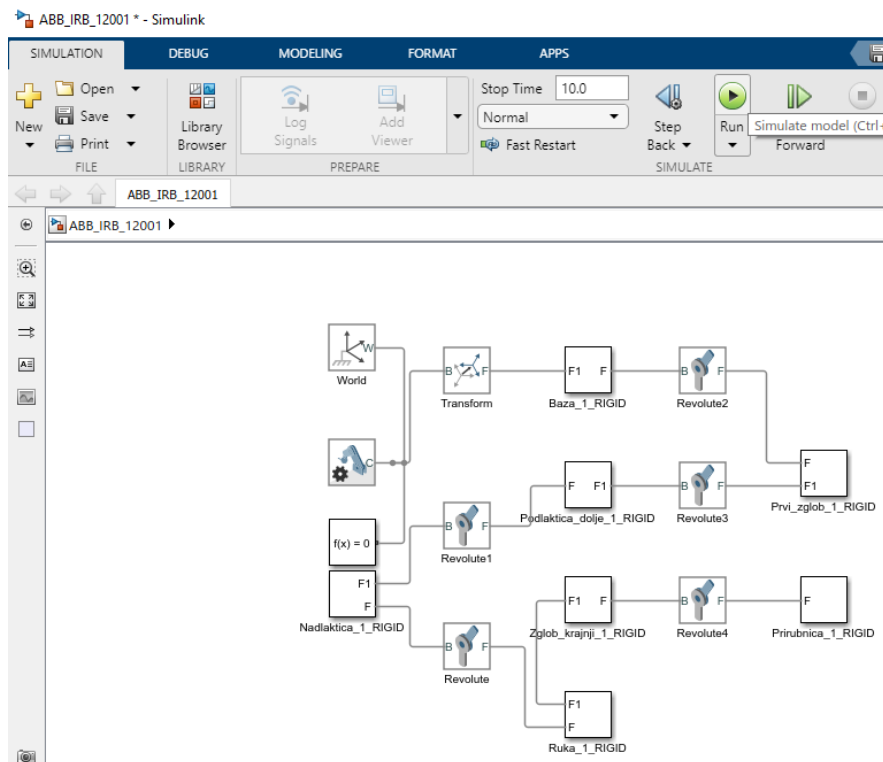 ABB_IRB_12001 * - Simulink
SIMULATION DEBUG MODELING FORMAT APPS
New
Open
Save
Print
FILE
Library
Browser
LIBRARY
Log
Signals
Add
Viewer
PREPARE
Stop Time 10.0
Normal
Fast Restart
Step
Back
Run
Simulate model (Ctrl+
Forward
SIMULATE
ABB_IRB_12001
ABB_IRB_12001
W
World
B F
Transform
F1 F
Baza_1_RIGID
B F
Revolute2
C
F
F1
Prvi_zglob_1_RIGID
F F1
Podlaktica_dolje_1_RIGID
B F
Revolute3
B F
Revolute1
f(x) = 0
F1
F
Nadlaktica_1_RIGID
F1 F
Zglob_krajnji_1_RIGID
B F
Revolute4
F
Prirubnica_1_RIGID
B F
Revolute
F1
F
Ruka_1_RIGID